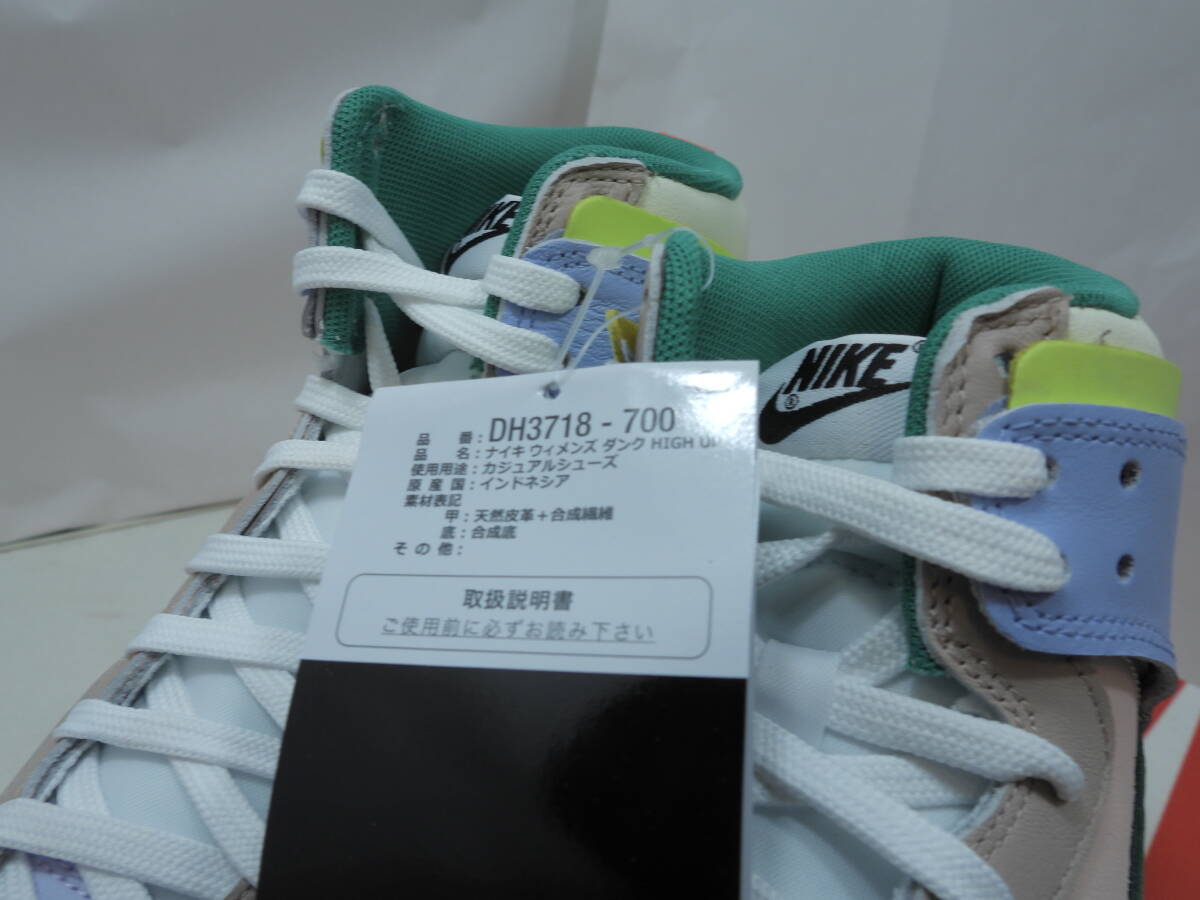 NIKE
NIKE
品 番：DH3718 - 700
品 名：ナイキ ウィメンズ ダンク HIGH UP
使用用途：カジュアルシューズ
原 産 国：インドネシア
素材表記
甲：天然皮革＋合成繊維
底：合成底
そ の 他：
取扱説明書
ご使用前に必ずお読み下さい